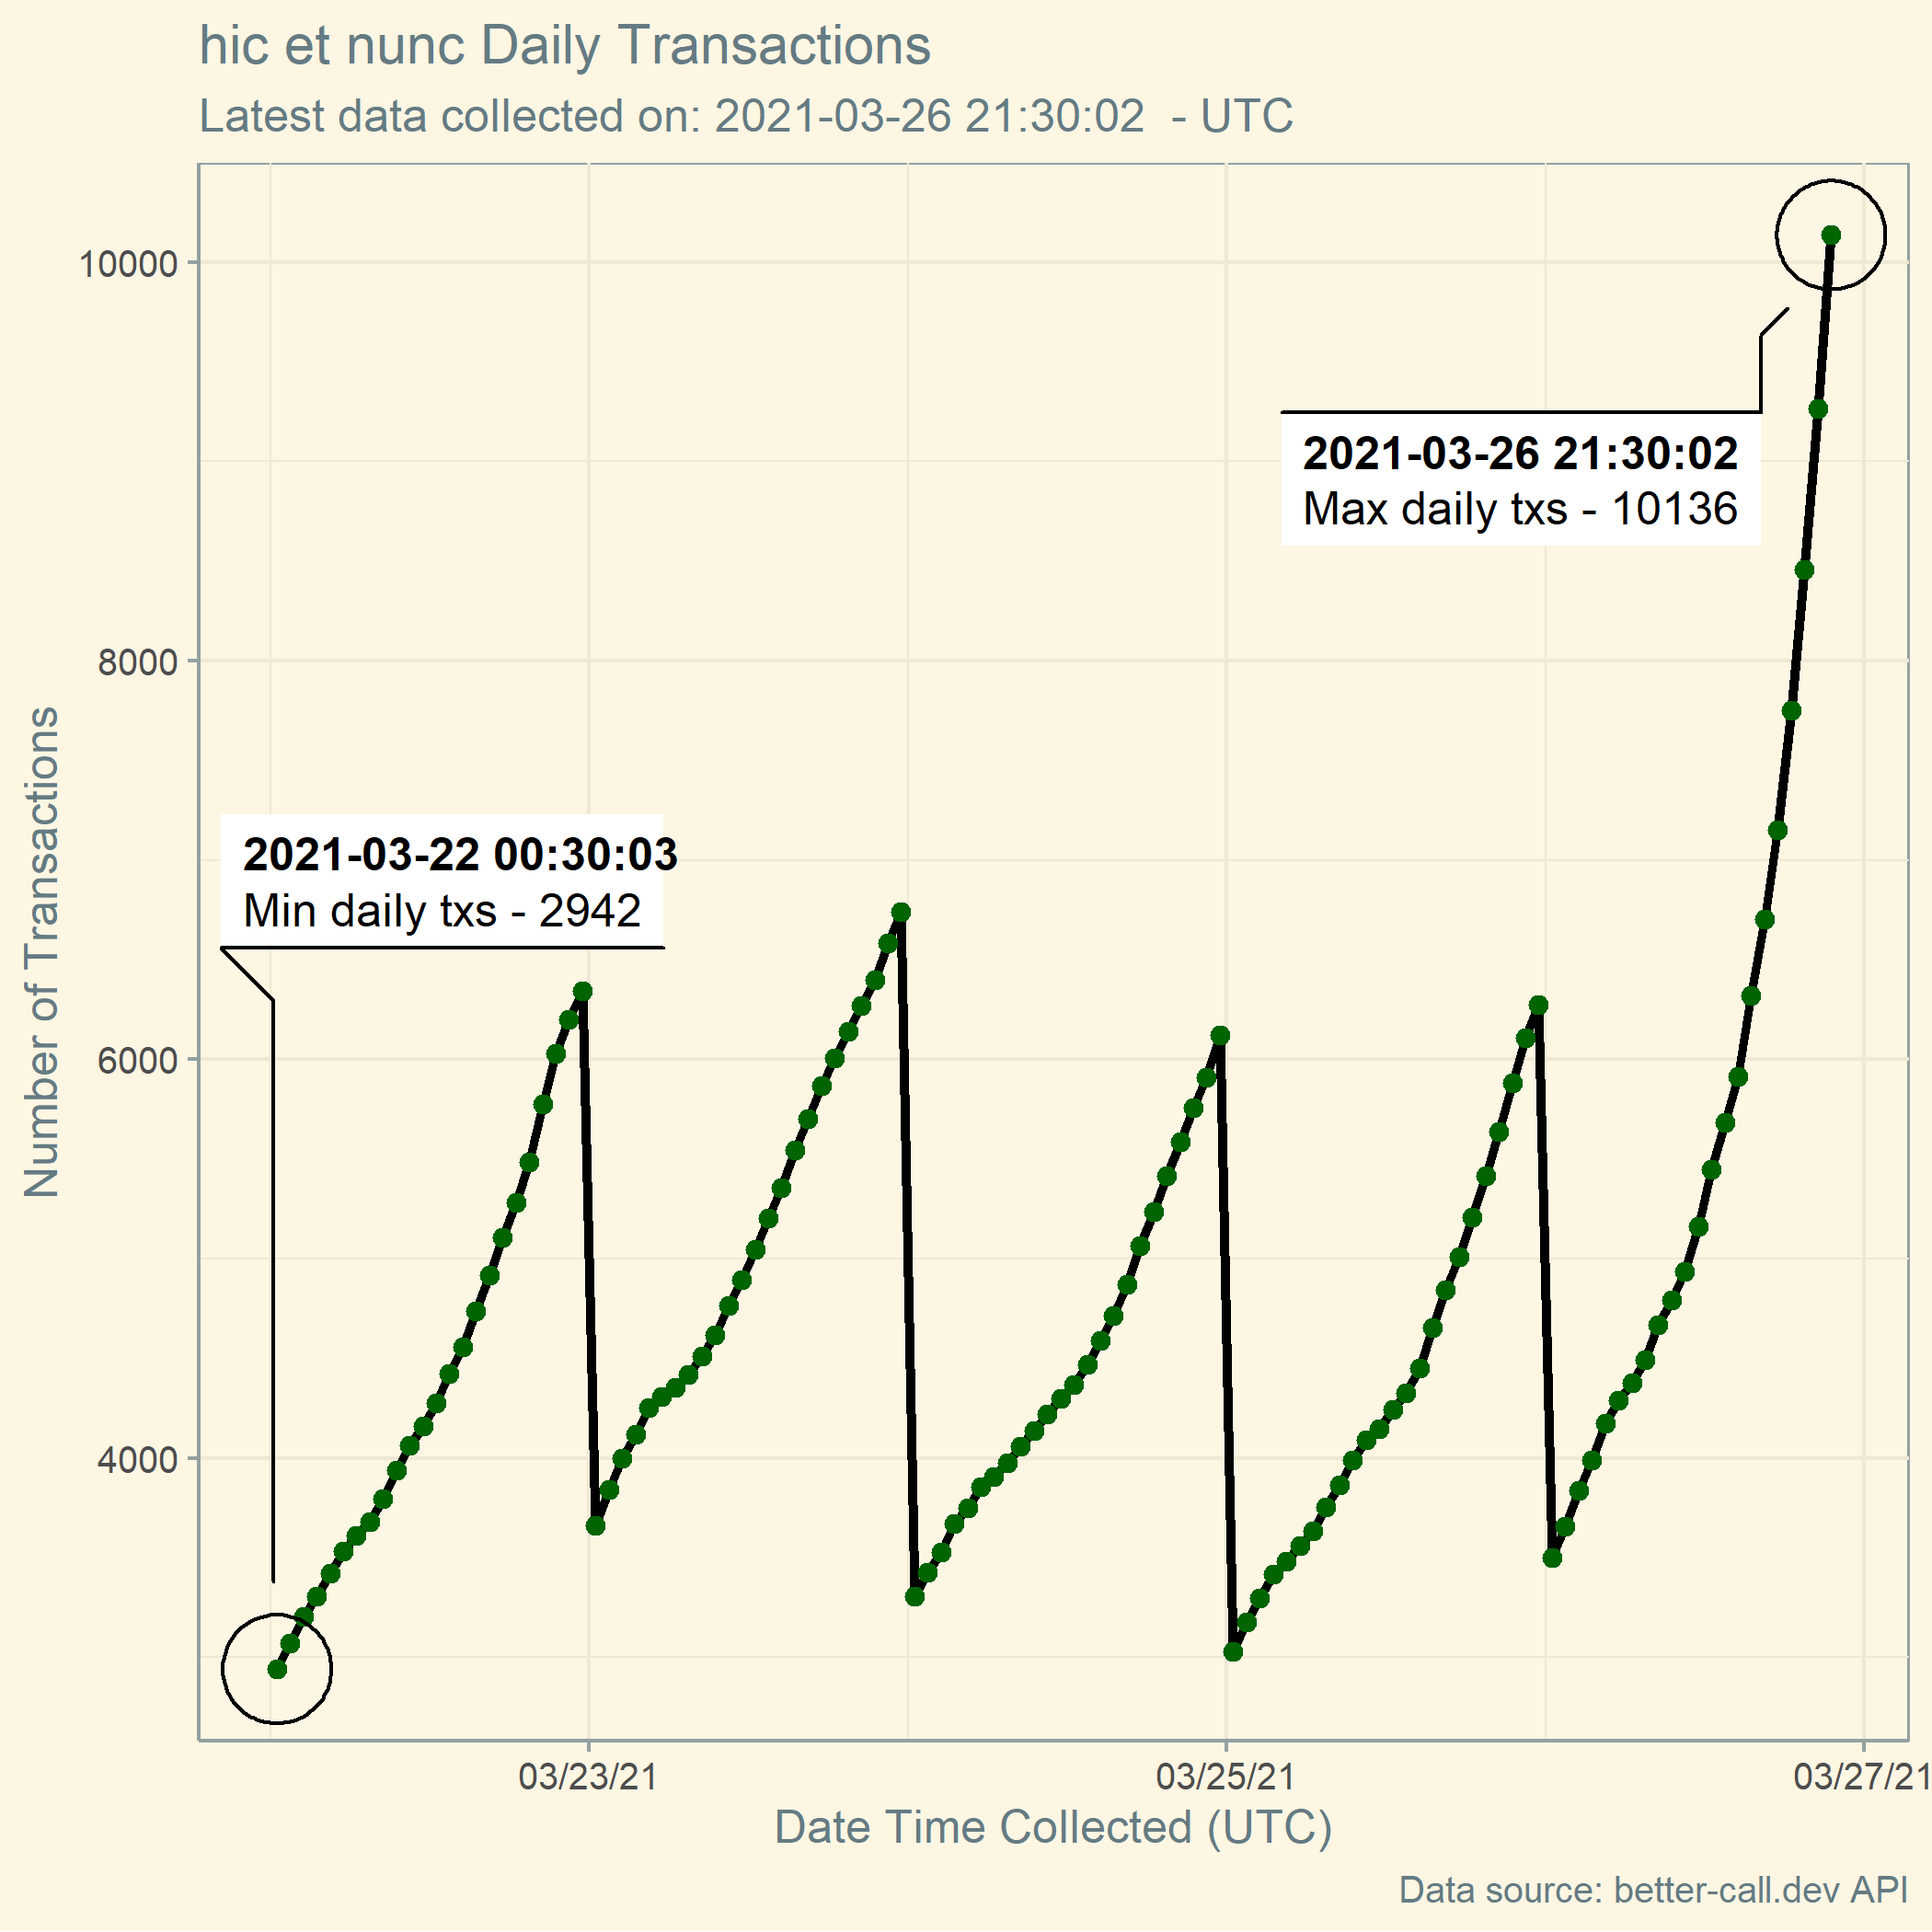 hic et nunc Daily Transactions
Latest data collected on: 2021-03-26 21:30:02  - UTC
Number of Transactions
10000
8000
6000
4000
2021-03-26 21:30:02
Max daily txs - 10136
2021-03-22 00:30:03
Min daily txs - 2942
03/23/21
03/25/21
03/27/21
Date Time Collected (UTC)
Data source: better-call.dev API